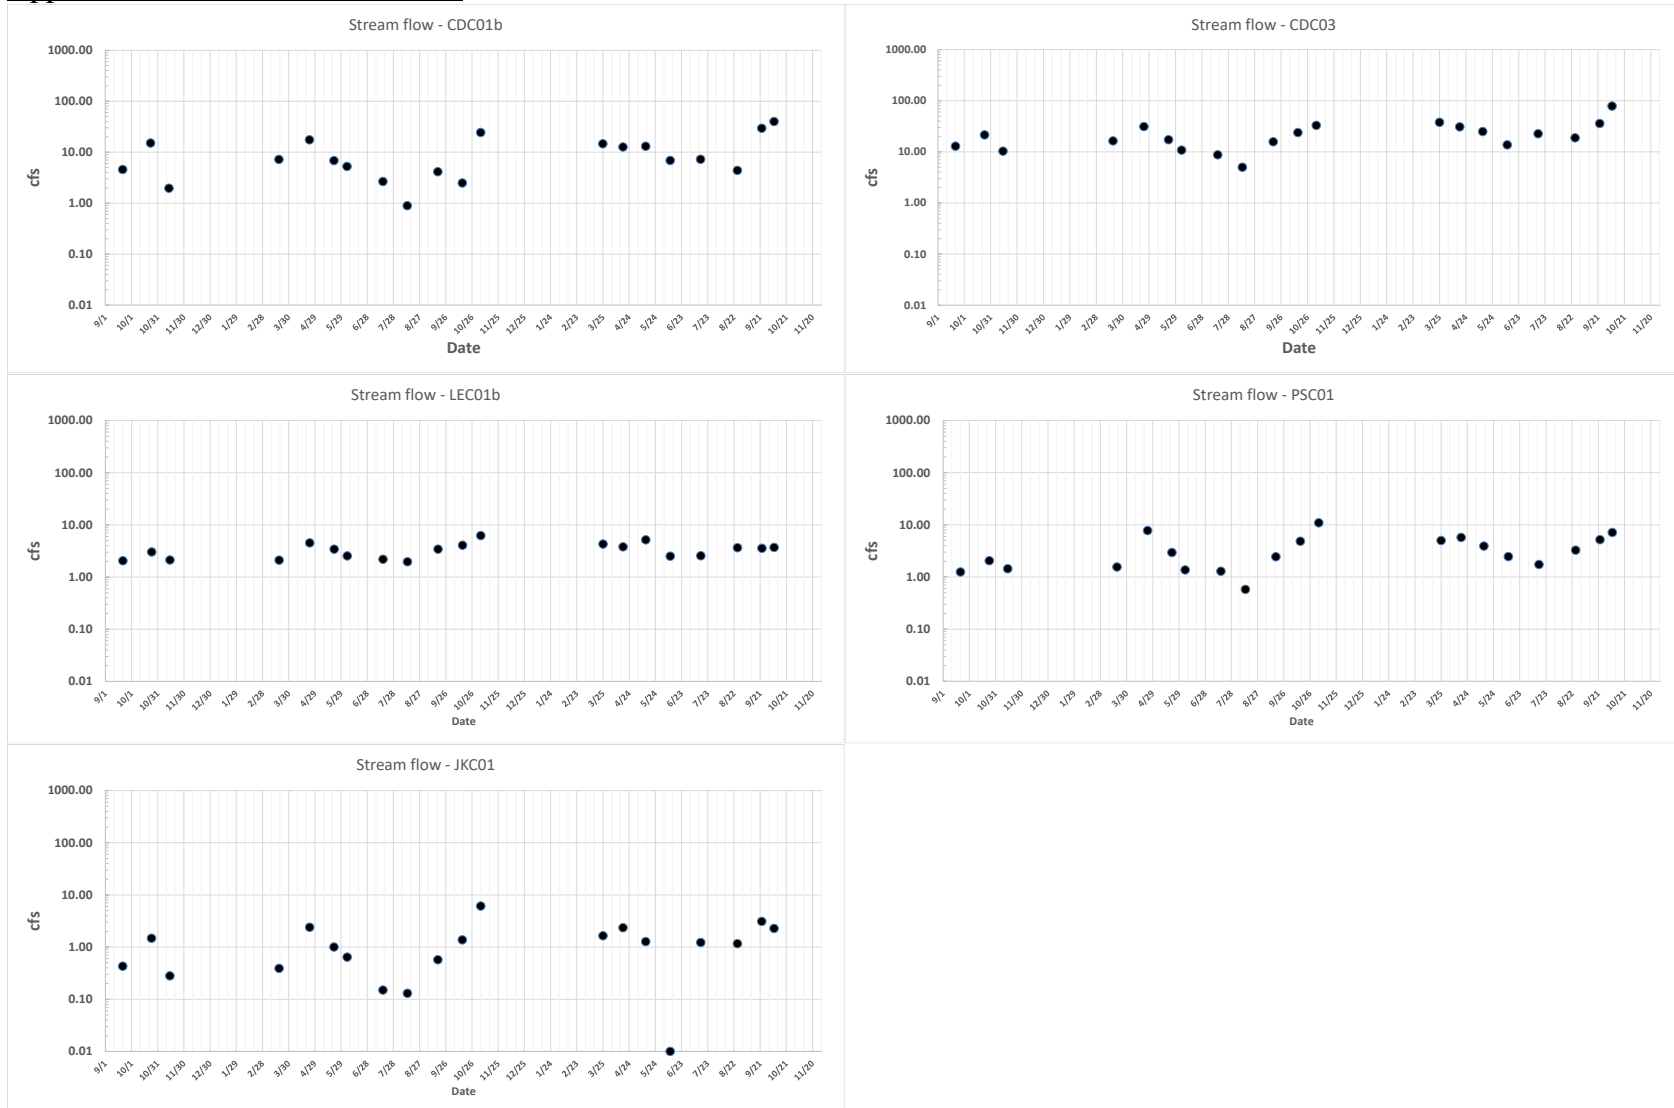 Stream flow - CDC01b
1000.00
100.00
10.00
1.00
0.10
0.01
cfs
9/1 10/1 10/31 11/30 12/30 1/29 2/28 3/30 4/29 5/29 6/28 7/28 8/27 9/26 10/26 11/25 12/25 1/24 2/23 3/25 4/24 5/24 6/23 7/23 8/22 9/21 10/21 11/20
Date
Stream flow - CDC03
1000.00
100.00
10.00
1.00
0.10
0.01
cfs
9/1 10/1 10/31 11/30 12/30 1/29 2/28 3/30 4/29 5/29 6/28 7/28 8/27 9/26 10/26 11/25 12/25 1/24 2/23 3/25 4/24 5/24 6/23 7/23 8/22 9/21 10/21 11/20
Date
Stream flow - LEC01b
1000.00
100.00
10.00
1.00
0.10
0.01
cfs
9/1 10/1 10/31 11/30 12/30 1/29 2/28 3/30 4/29 5/29 6/28 7/28 8/27 9/26 10/26 11/25 12/25 1/24 2/23 3/25 4/24 5/24 6/23 7/23 8/22 9/21 10/21 11/20
Date
Stream flow - PSC01
1000.00
100.00
10.00
1.00
0.10
0.01
cfs
9/1 10/1 10/31 11/30 12/30 1/29 2/28 3/30 4/29 5/29 6/28 7/28 8/27 9/26 10/26 11/25 12/25 1/24 2/23 3/25 4/24 5/24 6/23 7/23 8/22 9/21 10/21 11/20
Date
Stream flow - JKC01
1000.00
100.00
10.00
1.00
0.10
0.01
cfs
9/1 10/1 10/31 11/30 12/30 1/29 2/28 3/30 4/29 5/29 6/28 7/28 8/27 9/26 10/26 11/25 12/25 1/24 2/23 3/25 4/24 5/24 6/23 7/23 8/22 9/21 10/21 11/20
Date